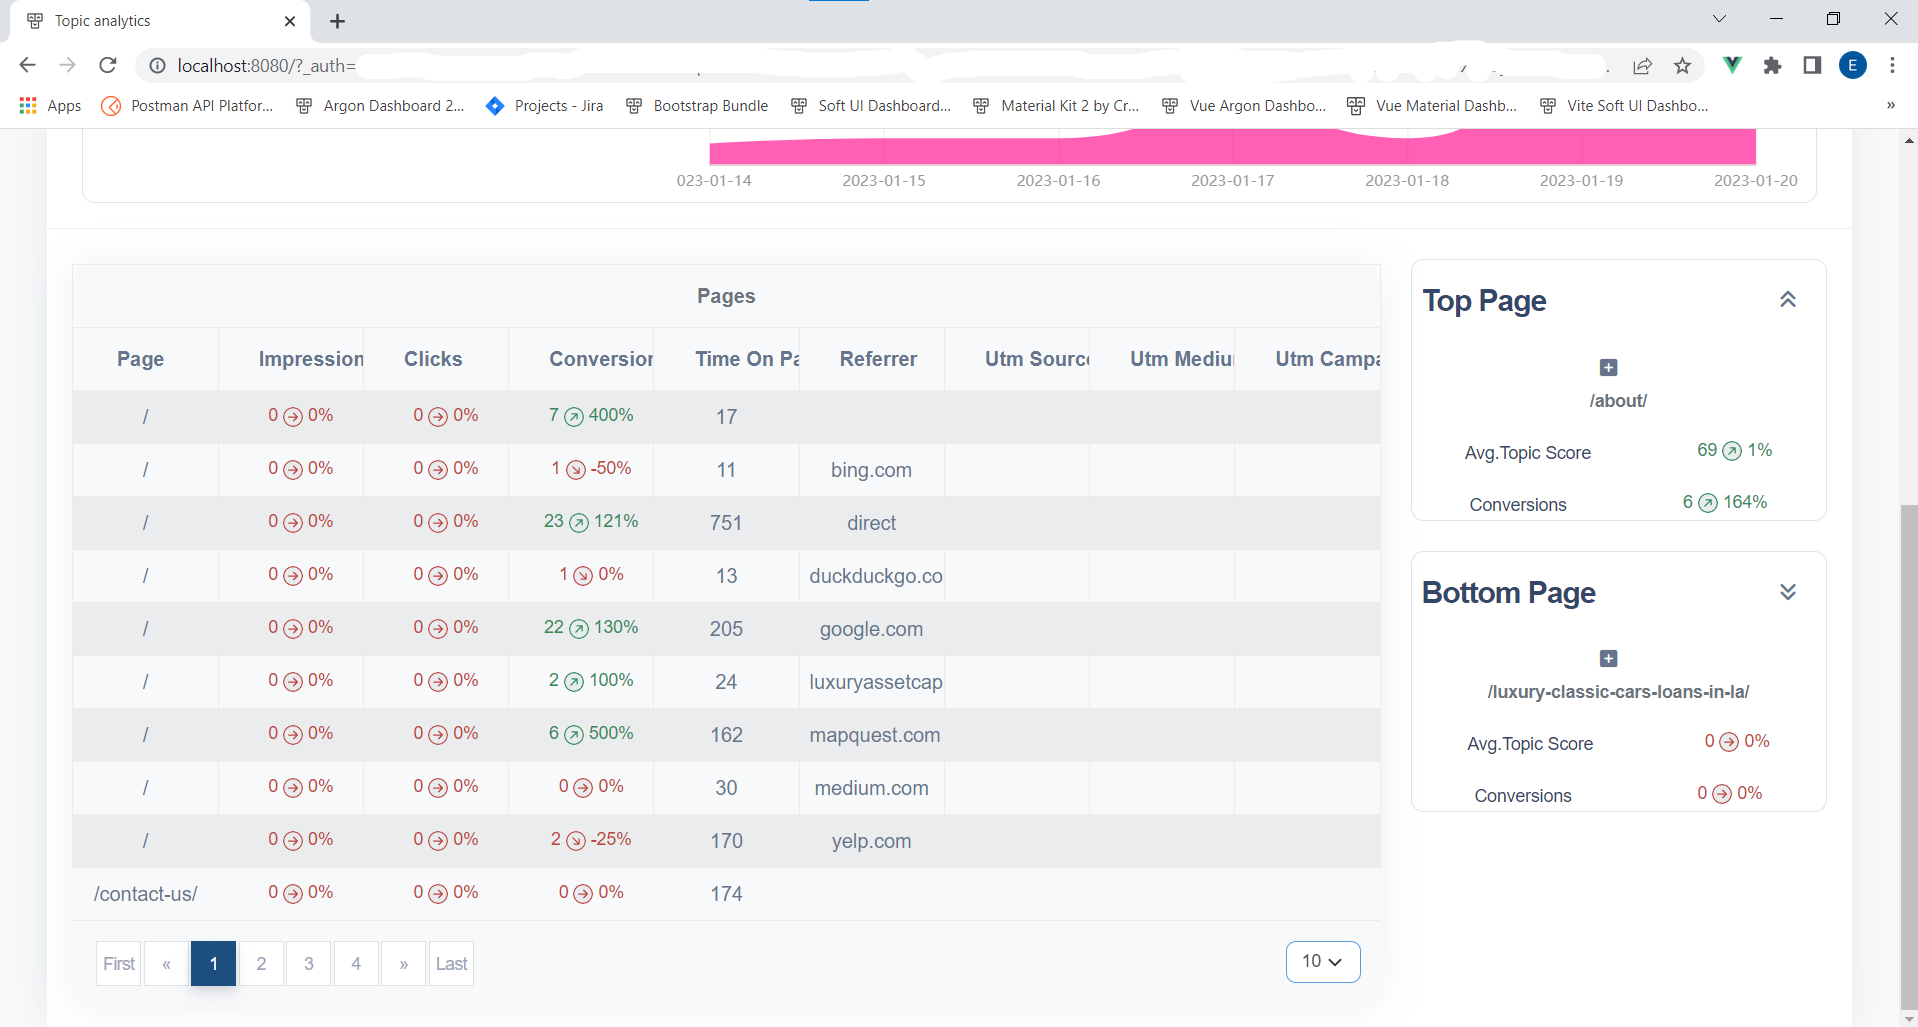 Topic analytics
localhost:8080/?_auth=
Apps Postman API Platfor... Argon Dashboard 2... Projects - Jira Bootstrap Bundle Soft UI Dashboard... Material Kit 2 by Cr... Vue Argon Dashbo... Vue Material Dashb... Vite Soft UI Dashbo... »
E
023-01-14 2023-01-15 2023-01-16 2023-01-17 2023-01-18 2023-01-19 2023-01-20
Pages
Page Impression Clicks Conversion Time On Pa Referrer Utm Source Utm Mediu Utm Campa
/ 0 0% 0 0% 7 400% 17
/ 0 0% 0 0% 1 -50% 11 bing.com
/ 0 0% 0 0% 23 121% 751 direct
/ 0 0% 0 0% 1 0% 13 duckduckgo.co
/ 0 0% 0 0% 22 130% 205 google.com
/ 0 0% 0 0% 2 100% 24 luxuryassetcap
/ 0 0% 0 0% 6 500% 162 mapquest.com
/ 0 0% 0 0% 0 0% 30 medium.com
/ 0 0% 0 0% 2 -25% 170 yelp.com
/contact-us/ 0 0% 0 0% 0 0% 174
First « 1 2 3 4 » Last
10
Top Page
/about/
Avg.Topic Score 69 1%
Conversions 6 164%
Bottom Page
/luxury-classic-cars-loans-in-la/
Avg.Topic Score 0 0%
Conversions 0 0%